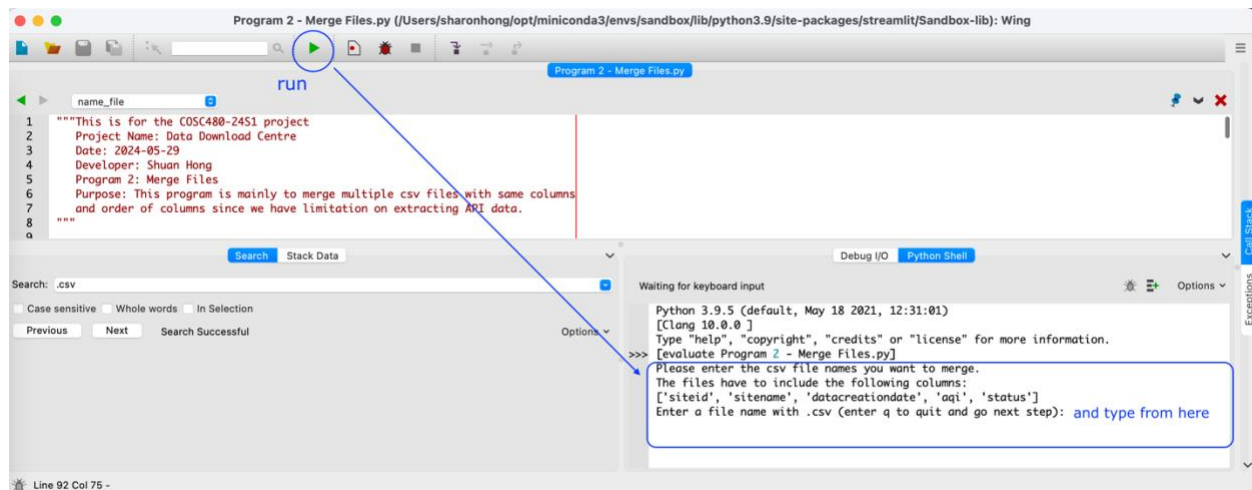 Program 2 - Merge Files.py (/Users/sharonhong/opt/miniconda3/envs/sandbox/lib/python3.9/site-packages/streamlit/Sandbox-lib): Wing
Program 2 - Merge Files.py
run
name_file
1 """This is for the COSC480-24S1 project
2 Project Name: Data Download Centre
3 Date: 2024-05-29
4 Developer: Shuan Hong
5 Program 2: Merge Files
6 Purpose: This program is mainly to merge multiple csv files with same columns
7 and order of columns since we have limitation on extracting API data.
8 """
9
Search Stack Data
Search: .csv
Case sensitive Whole words In Selection
Previous Next Search Successful Options
Debug I/O Python Shell
Waiting for keyboard input Options
Python 3.9.5 (default, May 18 2021, 12:31:01)
[Clang 10.0.0 ]
Type "help", "copyright", "credits" or "license" for more information.
>>> [evaluate Program 2 - Merge Files.py]
Please enter the csv file names you want to merge.
The files have to include the following columns:
['siteid', 'sitename', 'datacreationdate', 'aqi', 'status']
Enter a file name with .csv (enter q to quit and go next step): and type from here
Call Stack
Exceptions
Line 92 Col 75 -